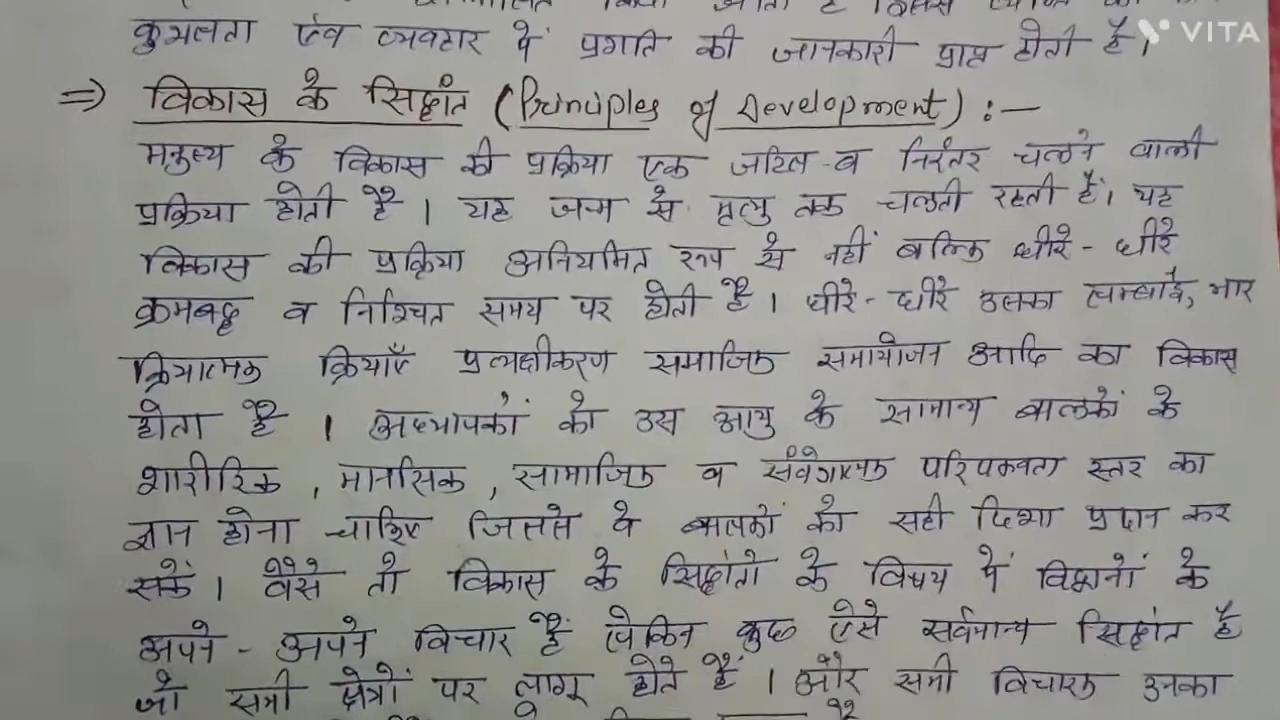 कुशलता एंव व्यवहार में प्रगति की जानकारी प्राप्त होती है।
VITA
⇒ विकास के सिद्धांत (Principles of Development) :—
मनुष्य के विकास की प्रक्रिया एक जटिल व निरंतर चलने वाली
प्रक्रिया होती है । यह जन्म से मृत्यु तक चलती रहती है। यह
विकास की प्रक्रिया अनियमित रूप से नहीं बल्कि धीरे - धीरे
क्रमबद्ध व निश्चित समय पर होती है । धीरे - धीरे उसका लम्बाई, भार
क्रियात्मक क्रियाएँ प्रत्यक्षीकरण समाजिक समायोजन आदि का विकास
होता है । अध्यापकों को उस आयु के सामान्य बालकों के
शारीरिक , मानसिक , सामाजिक व संवेगात्मक परिपक्वता स्तर का
ज्ञान होना चाहिए जिससे वे बालकों को सही दिशा प्रदान कर
सकें । वैसे तो विकास के सिद्धांतो के विषय में विद्वानों के
अपने - अपने विचार हैं लेकिन कुछ ऐसे सर्वमान्य सिद्धांत है
जो सभी क्षेत्रों पर लागू होते हैं । और सभी विचारक उनका